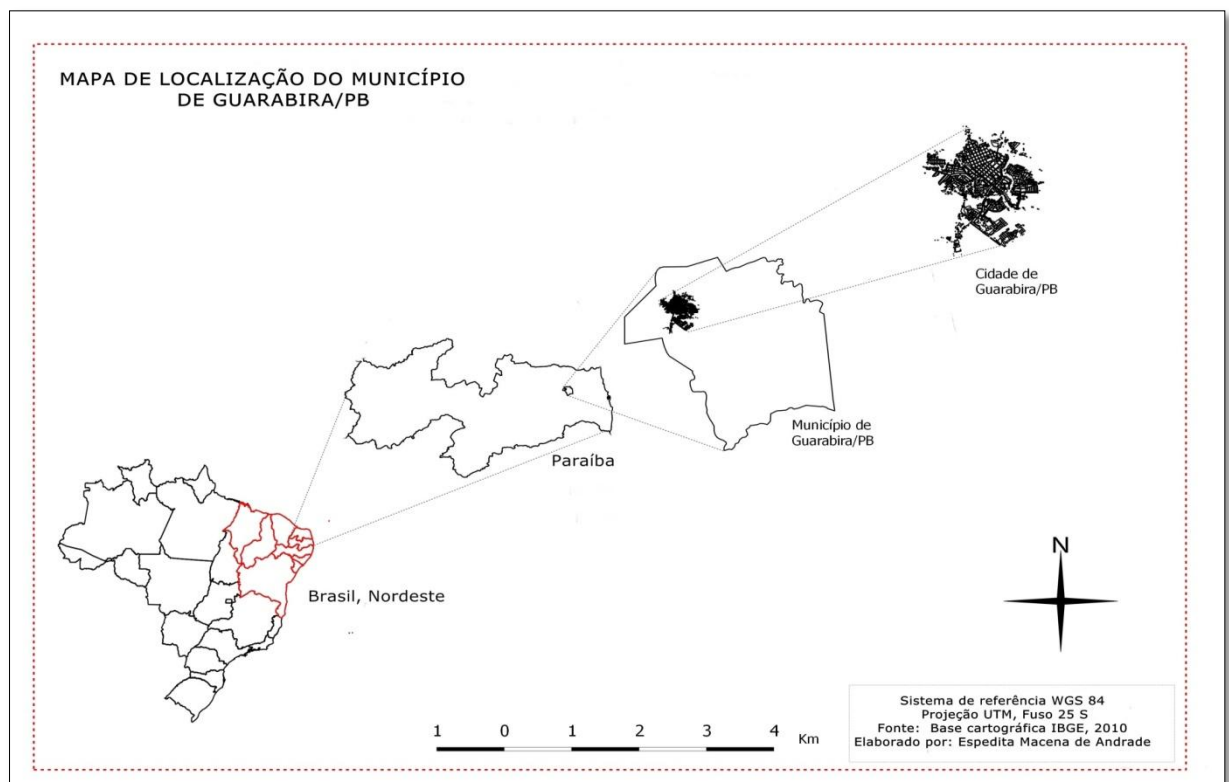 MAPA DE LOCALIZAÇÃO DO MUNICÍPIO
DE GUARABIRA/PB
Cidade de
Guarabira/PB
Município de
Guarabira/PB
Paraíba
Brasil, Nordeste
N
1 0 1 2 3 4 Km
Sistema de referência WGS 84
Projeção UTM, Fuso 25 S
Fonte: Base cartográfica IBGE, 2010
Elaborado por: Espedita Macena de Andrade